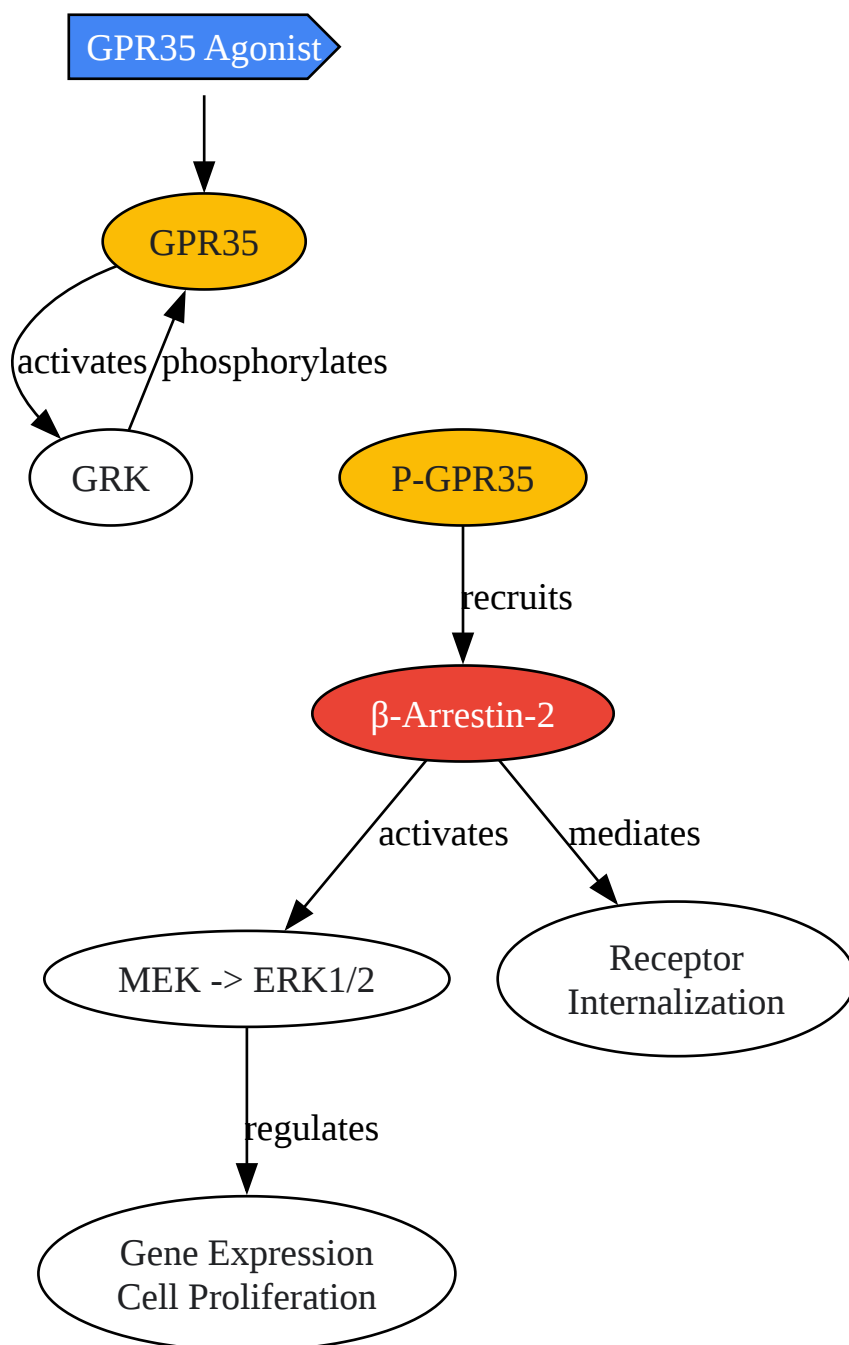 GPR35 Agonist
GPR35
activates
phosphorylates
GRK
P-GPR35
recruits
β-Arrestin-2
activates
mediates
MEK -> ERK1/2
Receptor
Internalization
regulates
Gene Expression
Cell Proliferation